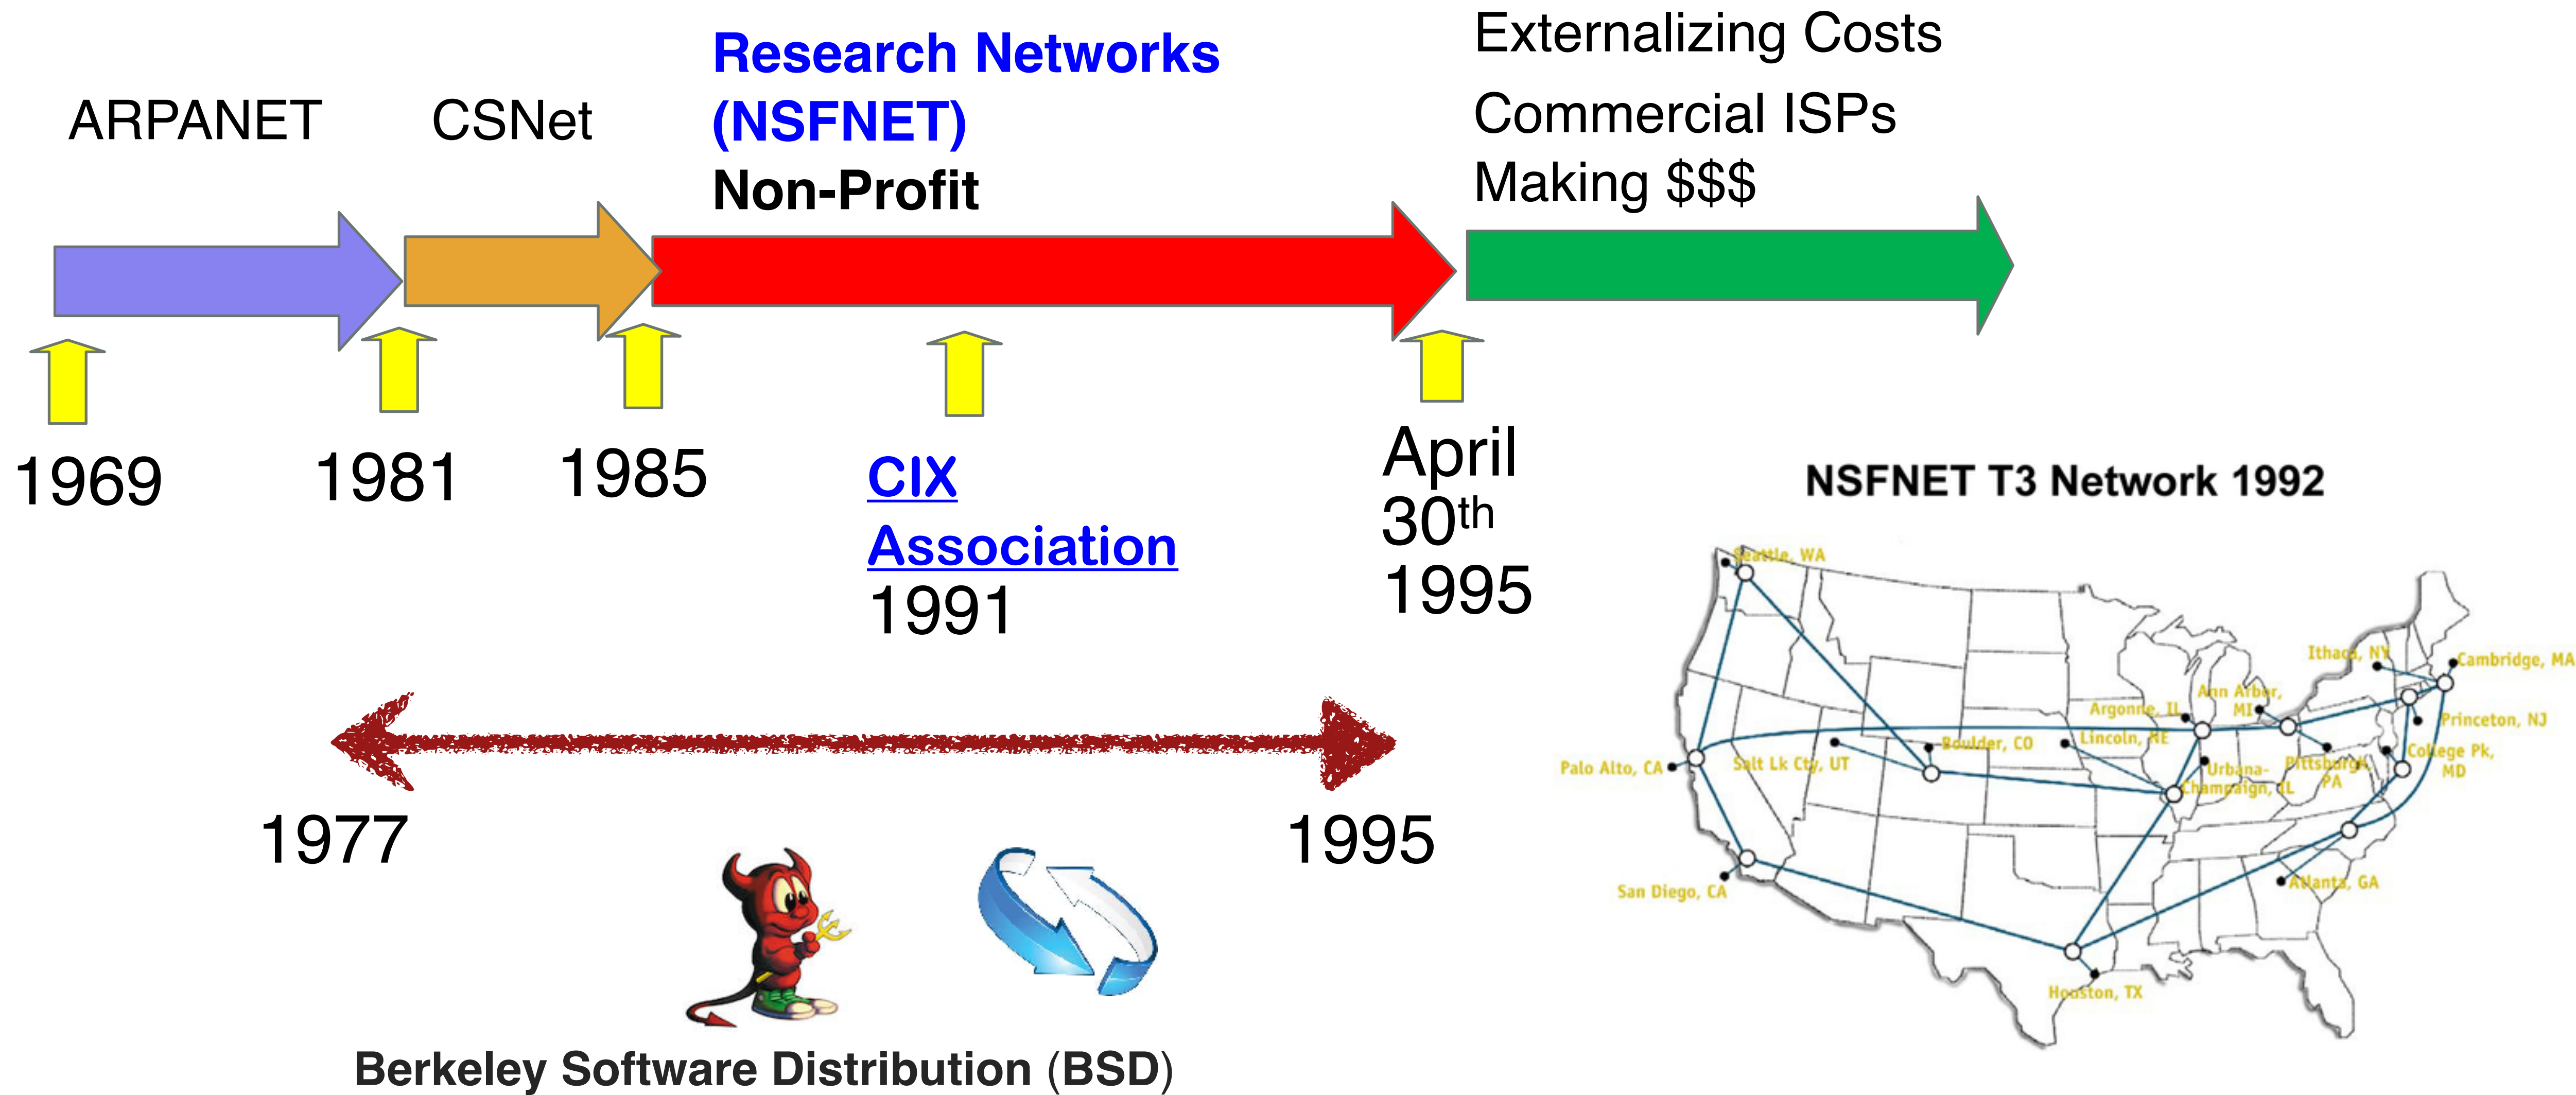 ARPANET
CSNet
Research Networks
(NSFNET)
Non-Profit
Externalizing Costs
Commercial ISPs
Making $$$
1969
1981
1985
CIX
Association
1991
April
30th
1995
1977
1995
Berkeley Software Distribution (BSD)
NSFNET T3 Network 1992
Seattle, WA
Ithaca, NY
Cambridge, MA
Ann Arbor,
MI
Argonne, IL
Princeton, NJ
Boulder, CO
Lincoln, NE
College Pk,
MD
Palo Alto, CA
Salt Lk Cty, UT
Urbana-
Champaign, IL
Pittsburgh,
PA
San Diego, CA
Atlanta, GA
Houston, TX